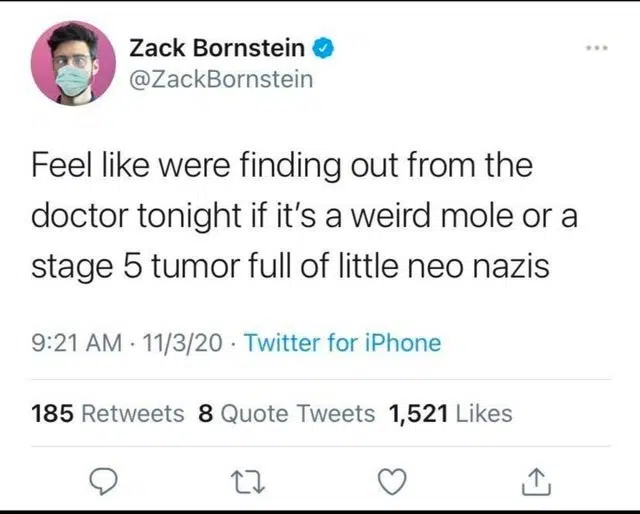 Zack Bornstein
@ZackBornstein
Feel like were finding out from the
doctor tonight if it's a weird mole or a
stage 5 tumor full of little neo nazis
9:21 AM · 11/3/20 · Twitter for iPhone
185 Retweets 8 Quote Tweets 1,521 Likes